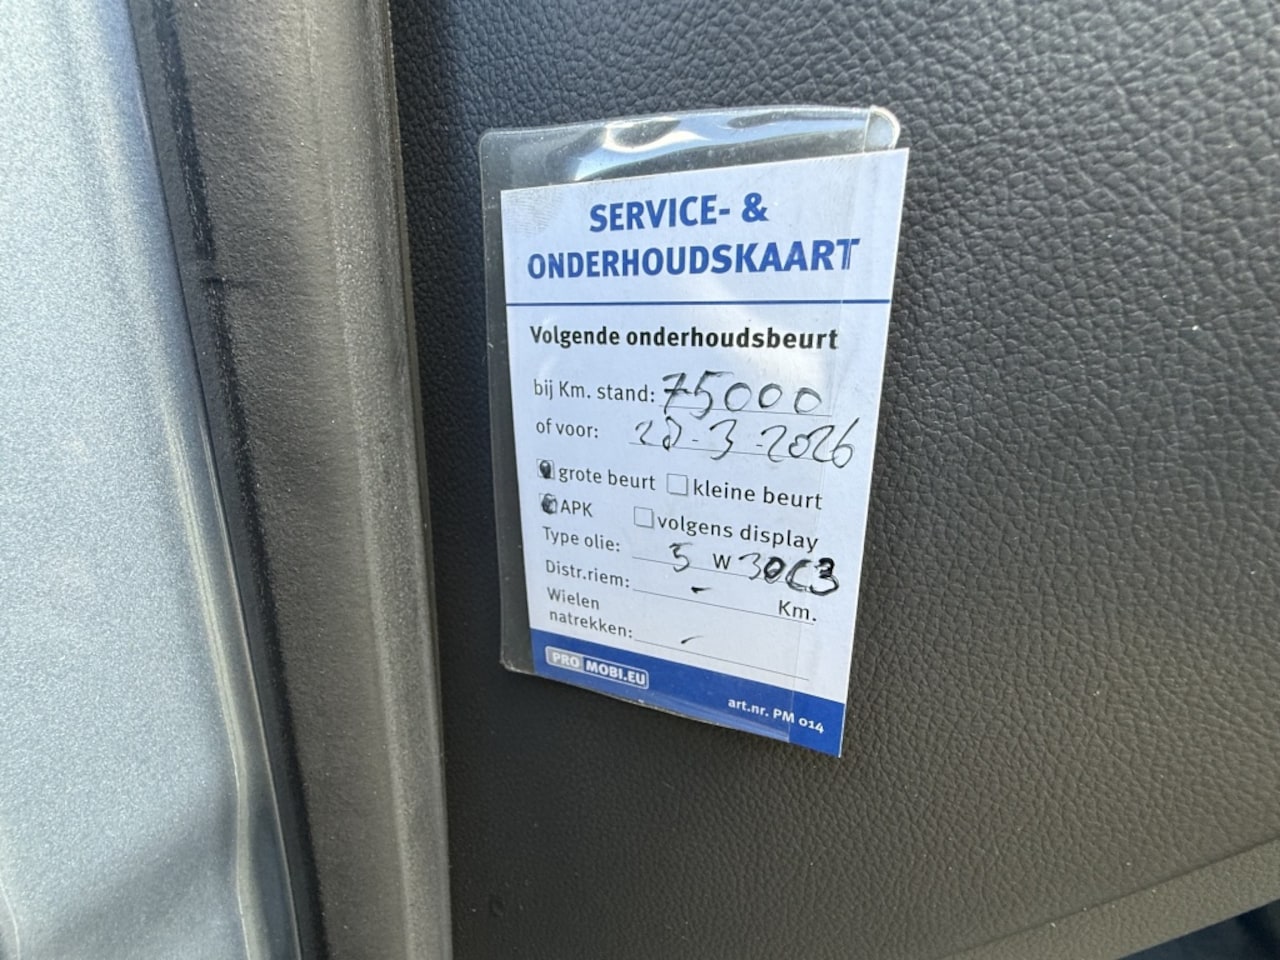 SERVICE- &
ONDERHOUDSKAART
Volgende onderhoudsbeurt
bij Km. stand: 75000
of voor: 28-3-2026
grote beurt kleine beurt
APK volgens display
Type olie: 5 W 30C3
Distr.riem: - Km.
Wielen
natrekken: -
PRO MOBI.EU
art.nr. PM 014